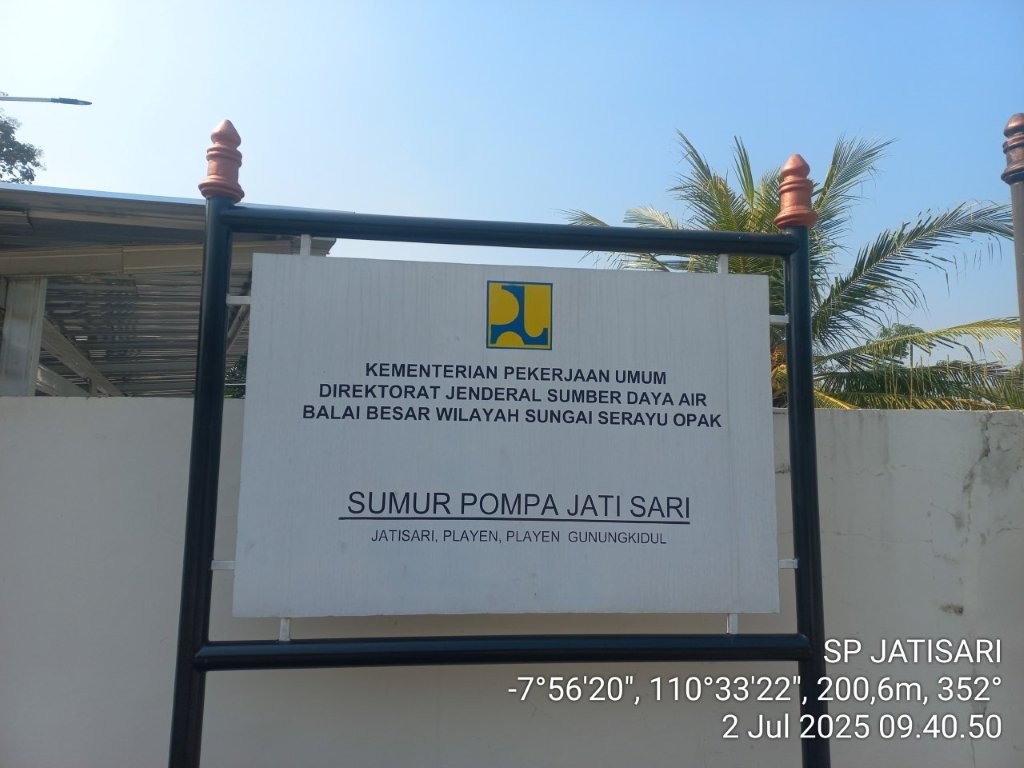 KEMENTERIAN PEKERJAAN UMUM
DIREKTORAT JENDERAL SUMBER DAYA AIR
BALAI BESAR WILAYAH SUNGAI SERAYU OPAK
SUMUR POMPA JATI SARI
JATISARI, PLAYEN, PLAYEN GUNUNGKIDUL
SP JATISARI
-7°56'20", 110°33'22", 200,6m, 352°
2 Jul 2025 09.40.50